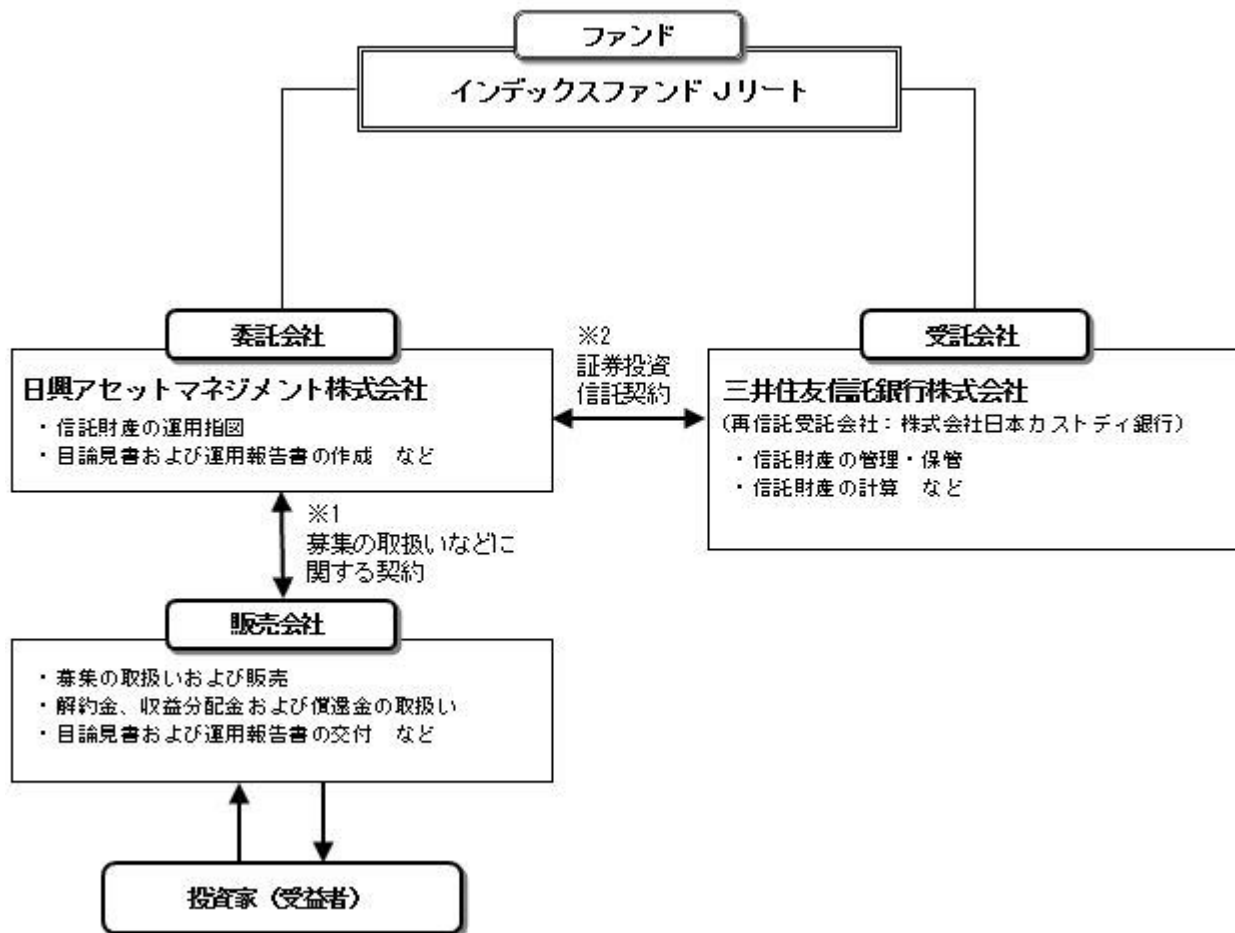 ファンド
インデックスファンドＪリート
委託会社
日興アセットマネジメント株式会社
・信託財産の運用指図
・目論見書および運用報告書の作成　など
※2
証券投資
信託契約
受託会社
三井住友信託銀行株式会社
(再信託受託会社：株式会社日本カストディ銀行)
・信託財産の管理・保管
・信託財産の計算　など
※1
募集の取扱いなどに
関する契約
販売会社
・募集の取扱いおよび販売
・解約金、収益分配金および償還金の取扱い
・目論見書および運用報告書の交付　など
投資家（受益者）